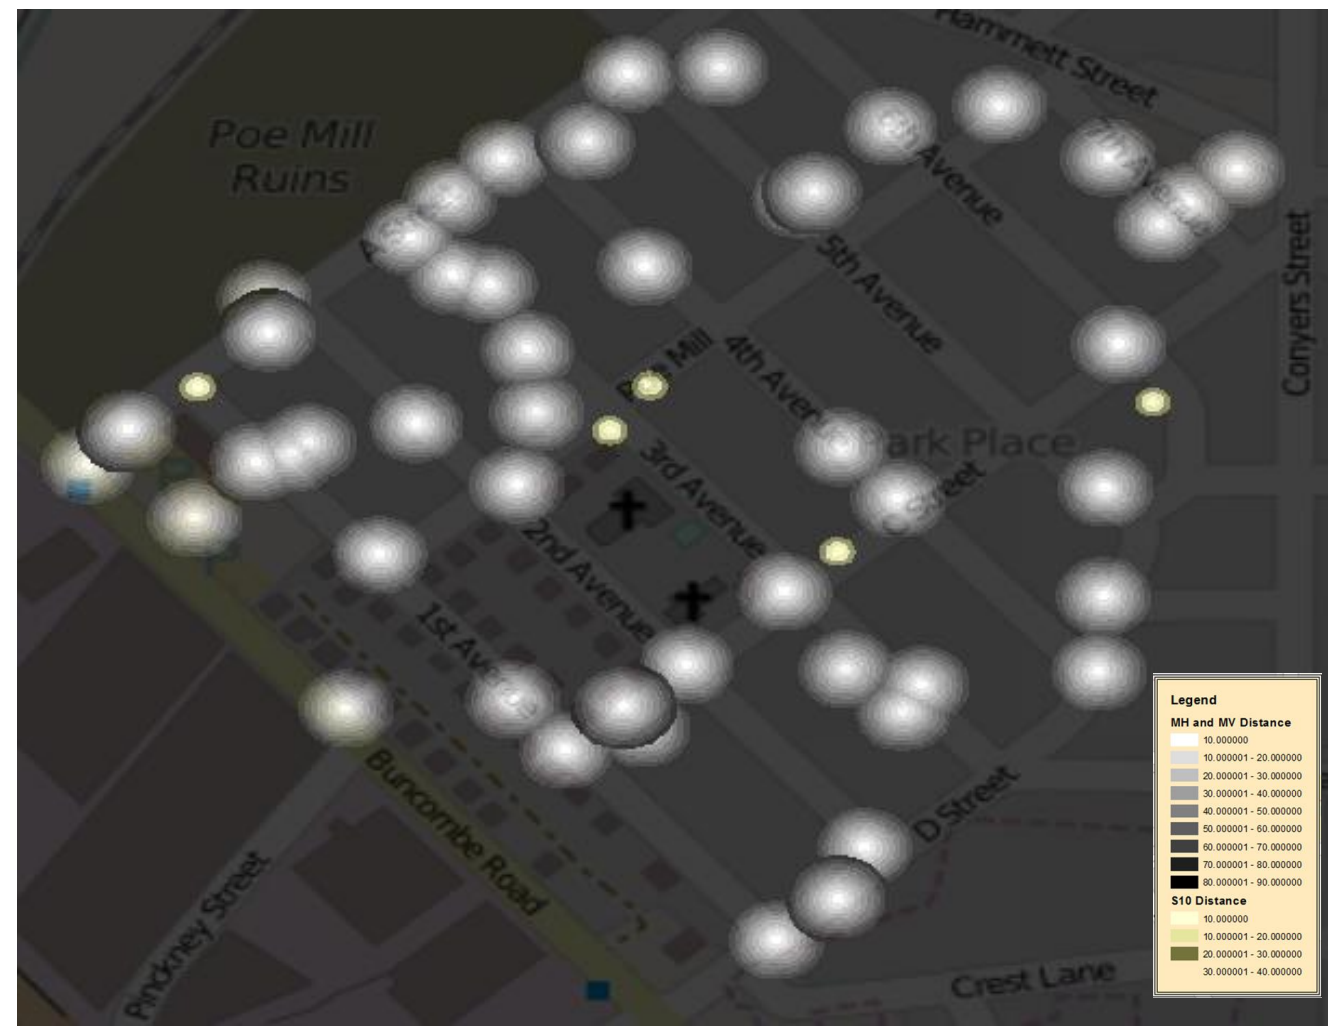 Hammett Street
Poe Mill
Ruins
Avenue
Avenue
5th Avenue
Conyers Street
Mill
4th Avenue
Park Place
3rd Avenue
C Street
2nd Avenue
1st Avenue
Buncombe Road
D Street
Pinckney Street
Crest Lane
Legend
MH and MV Distance
10.000000
10.000001 - 20.000000
20.000001 - 30.000000
30.000001 - 40.000000
40.000001 - 50.000000
50.000001 - 60.000000
60.000001 - 70.000000
70.000001 - 80.000000
80.000001 - 90.000000
S10 Distance
10.000000
10.000001 - 20.000000
20.000001 - 30.000000
30.000001 - 40.000000